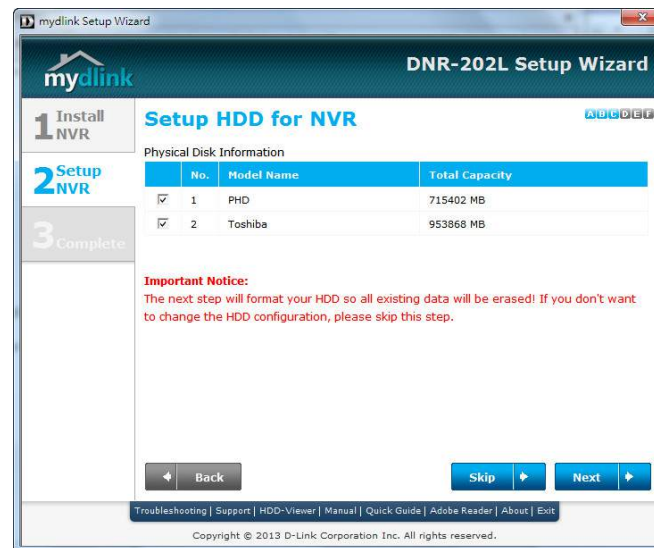 mydlink Setup Wizard
mydlink
DNR-202L Setup Wizard
1 Install NVR
2 Setup NVR
3 Complete
Setup HDD for NVR
A B C D E F
Physical Disk Information
No. Model Name Total Capacity
1 PHD 715402 MB
2 Toshiba 953868 MB
Important Notice:
The next step will format your HDD so all existing data will be erased! If you don't want
to change the HDD configuration, please skip this step.
Back Skip Next
Troubleshooting | Support | HDD-Viewer | Manual | Quick Guide | Adobe Reader | About | Exit
Copyright © 2013 D-Link Corporation Inc. All rights reserved.